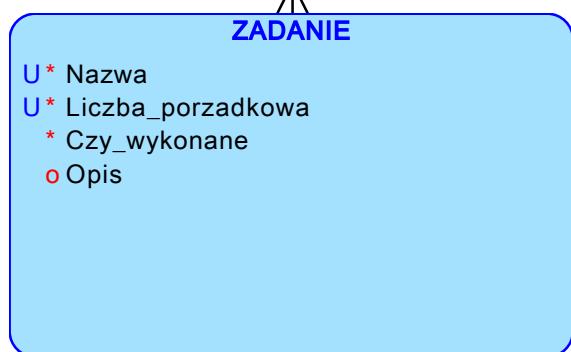 ZADANIE
U * Nazwa
U * Liczba_porzadkowa
* Czy_wykonane
o Opis